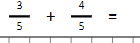 3/5 + 4/5 =